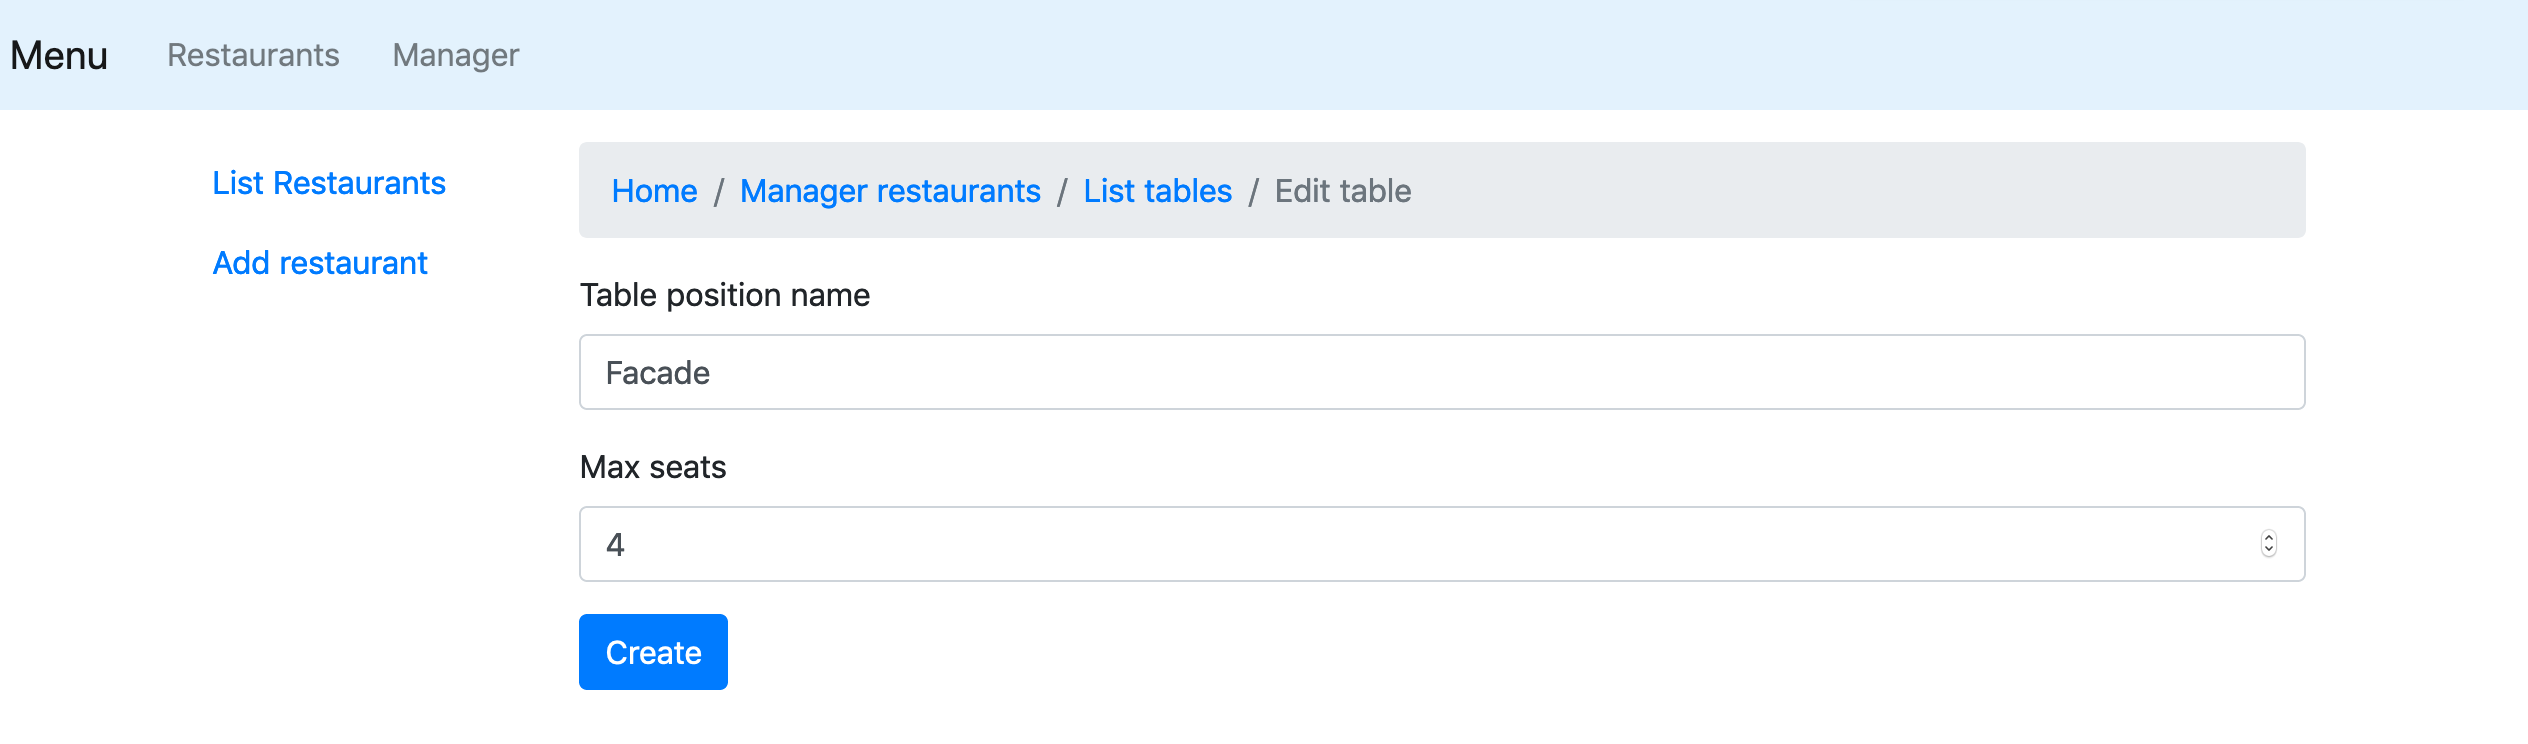 Menu Restaurants Manager
List Restaurants
Add restaurant
Home / Manager restaurants / List tables / Edit table
Table position name
Facade
Max seats
4
Create